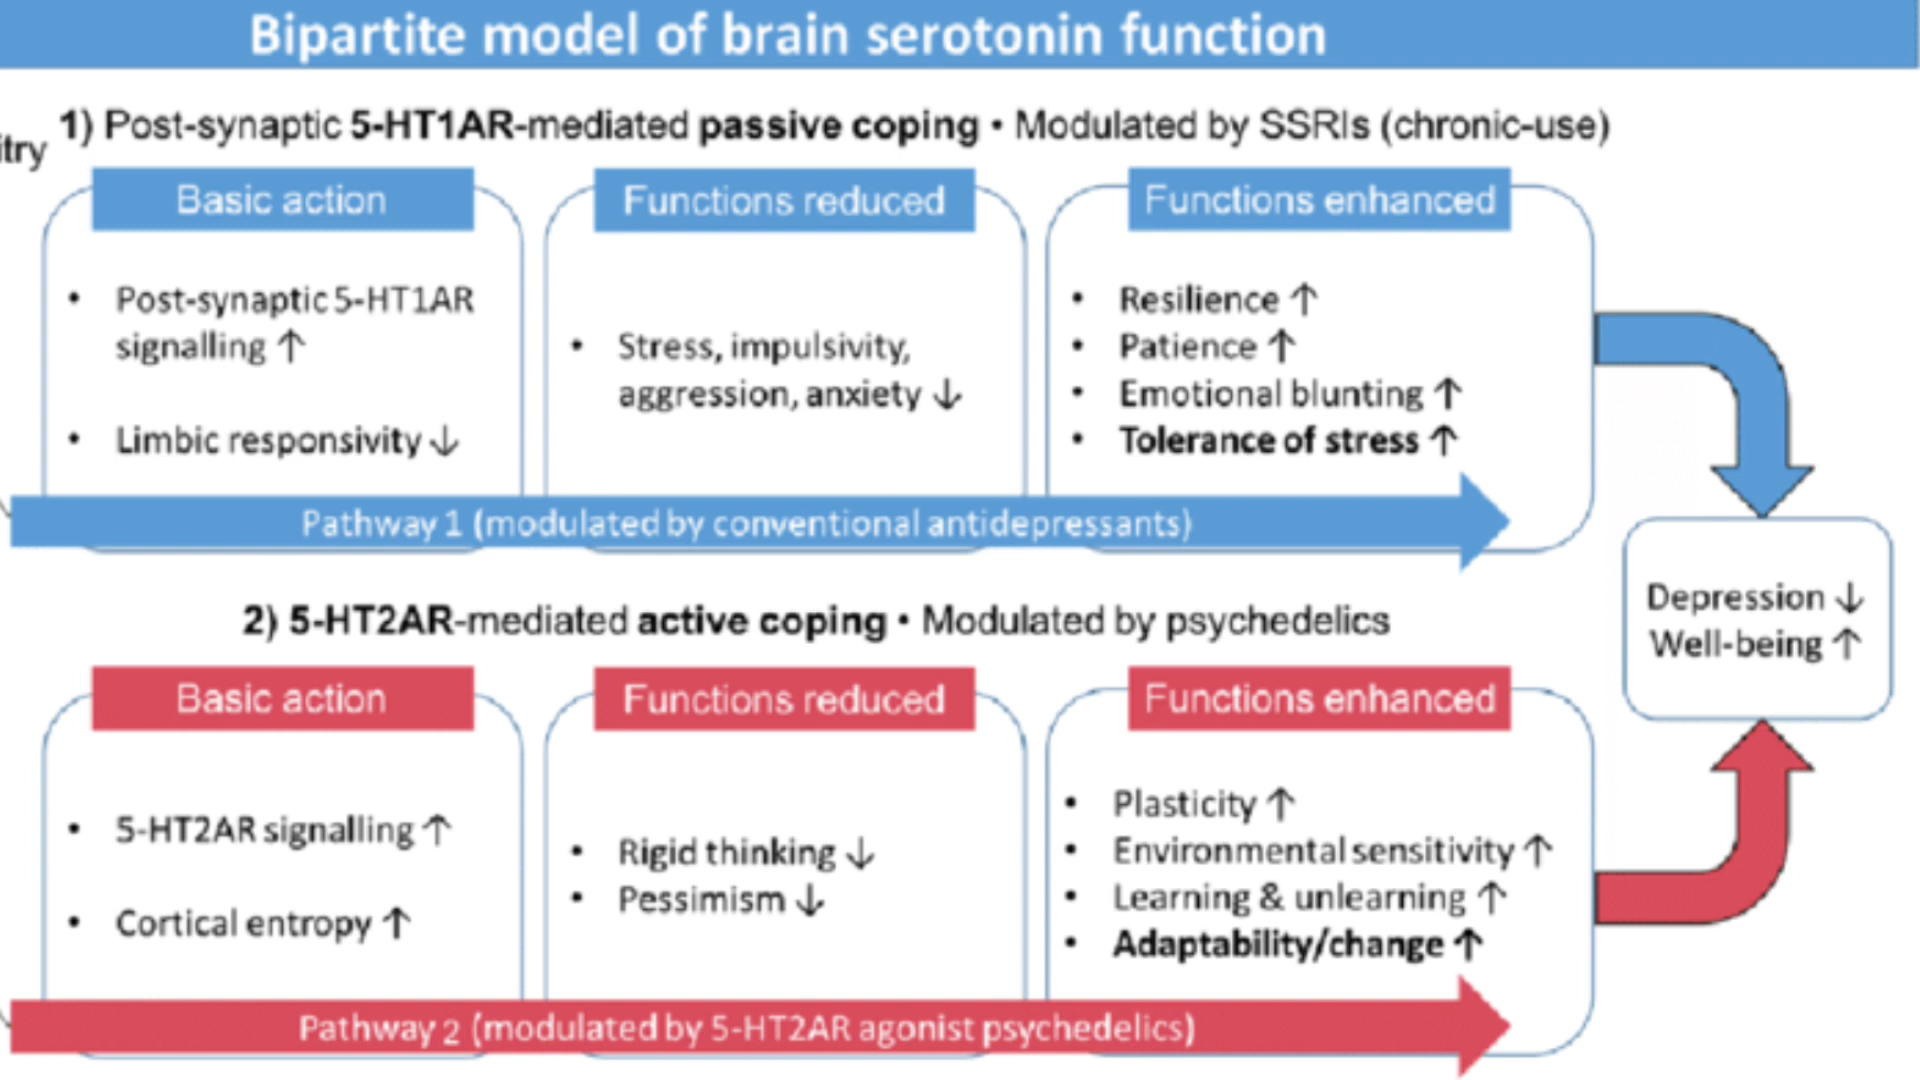 Bipartite model of brain serotonin function
itry
1) Post-synaptic 5-HT1AR-mediated passive coping • Modulated by SSRIs (chronic-use)
Basic action
• Post-synaptic 5-HT1AR
signalling ↑
• Limbic responsivity ↓
Functions reduced
• Stress, impulsivity,
aggression, anxiety ↓
Functions enhanced
• Resilience ↑
• Patience ↑
• Emotional blunting ↑
• Tolerance of stress ↑
Pathway 1 (modulated by conventional antidepressants)
2) 5-HT2AR-mediated active coping • Modulated by psychedelics
Basic action
• 5-HT2AR signalling ↑
• Cortical entropy ↑
Functions reduced
• Rigid thinking ↓
• Pessimism ↓
Functions enhanced
• Plasticity ↑
• Environmental sensitivity ↑
• Learning & unlearning ↑
• Adaptability/change ↑
Pathway 2 (modulated by 5-HT2AR agonist psychedelics)
Depression ↓
Well-being ↑